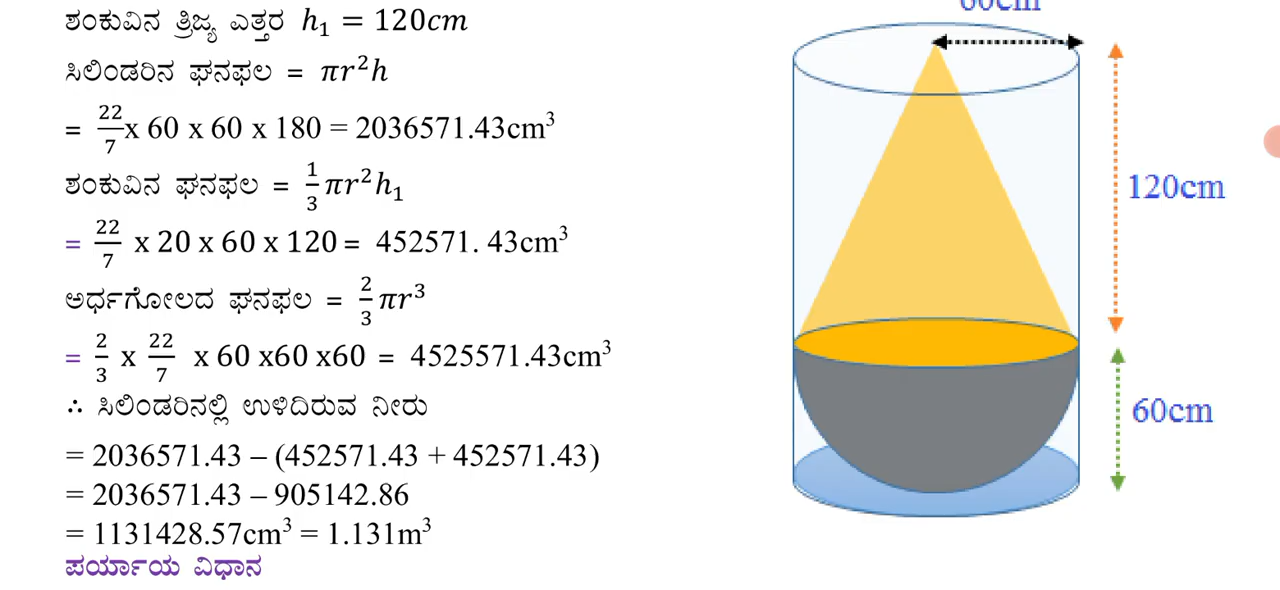 ಶಂಕುವಿನ ತ್ರಿಜ್ಯ ಎತ್ತರ h₁ = 120cm
ಸಿಲಿಂಡರಿನ ಘನಫಲ = πr²h
= 22/7 x 60 x 60 x 180 = 2036571.43cm³
ಶಂಕುವಿನ ಘನಫಲ = 1/3 πr²h₁
= 22/7 x 20 x 60 x 120 = 452571. 43cm³
ಅರ್ಧಗೋಲದ ಘನಫಲ = 2/3 πr³
= 2/3 x 22/7 x 60 x60 x60 = 4525571.43cm³
∴ ಸಿಲಿಂಡರಿನಲ್ಲಿ ಉಳಿದಿರುವ ನೀರು
= 2036571.43 – (452571.43 + 452571.43)
= 2036571.43 – 905142.86
= 1131428.57cm³ = 1.131m³
ಪರ್ಯಾಯ ವಿಧಾನ
60cm
120cm
60cm